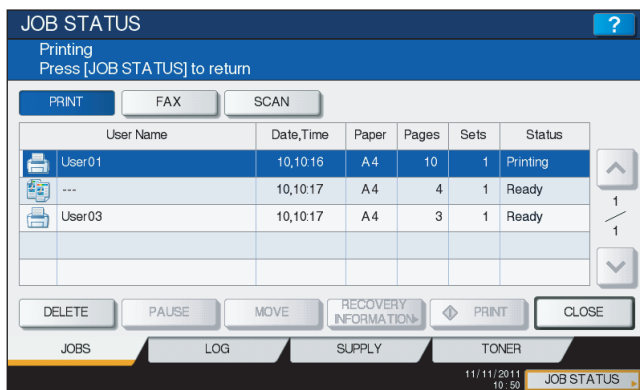 JOB STATUS ?
Printing
Press [JOB STATUS] to return
PRINT FAX SCAN
User Name Date,Time Paper Pages Sets Status
User01 10,10:16 A4 10 1 Printing
--- 10,10:17 A4 4 1 Ready
User03 10,10:17 A4 3 1 Ready
1
1
DELETE PAUSE MOVE RECOVERY INFORMATION PRINT CLOSE
JOBS LOG SUPPLY TONER
11/11/2011
10:50 JOB STATUS